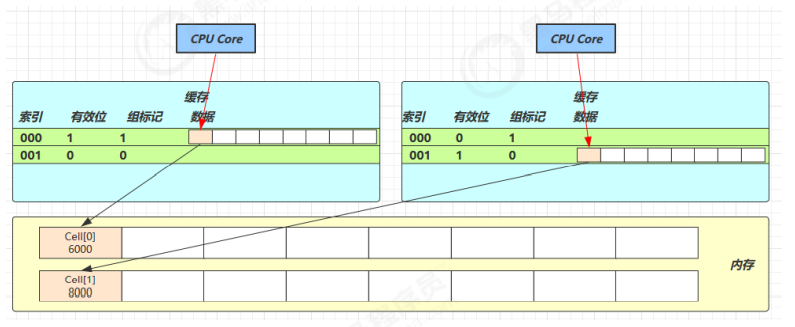 CPU Core
CPU Core
缓存
索引 有效位 组标记 数据
000 1 1
001 0 0
缓存
索引 有效位 组标记 数据
000 0 1
001 1 0
Cell[0]
6000
Cell[1]
8000
内存